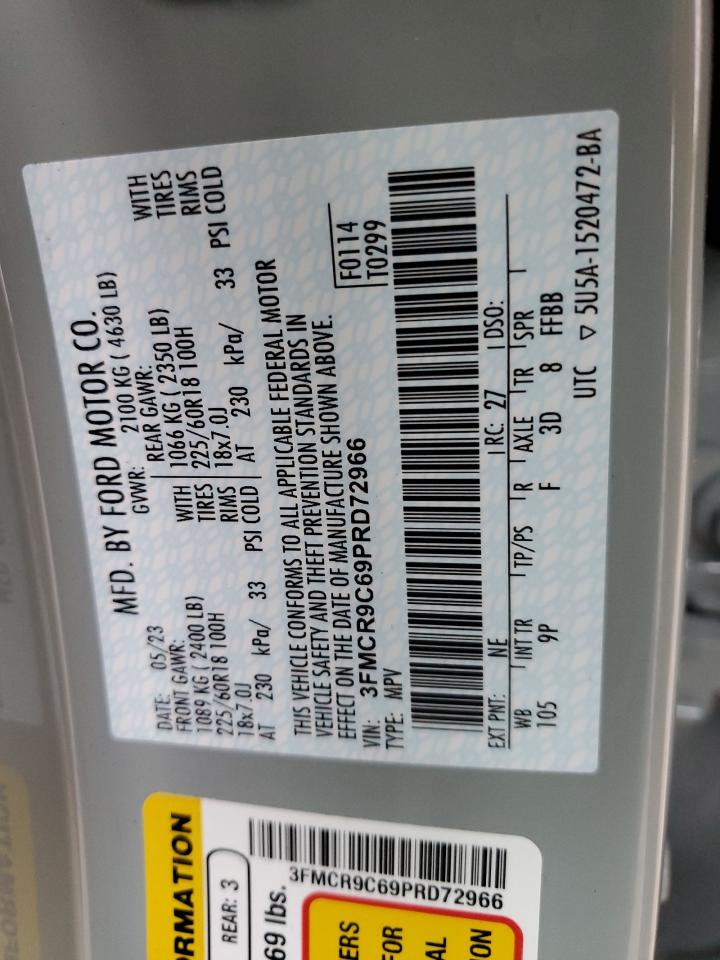 MFD. BY FORD MOTOR CO.
DATE: 05/23 GVWR: 2100 KG ( 4630 LB)
FRONT GAWR: REAR GAWR:
1089 KG ( 2400 LB) WITH 1066 KG ( 2350 LB) WITH
225/60R18 100H TIRES 225/60R18 100H TIRES
18x7.0J RIMS 18x7.0J RIMS
AT 230 kPa/ 33 PSI COLD AT 230 kPa/ 33 PSI COLD
THIS VEHICLE CONFORMS TO ALL APPLICABLE FEDERAL MOTOR
VEHICLE SAFETY AND THEFT PREVENTION STANDARDS IN
EFFECT ON THE DATE OF MANUFACTURE SHOWN ABOVE.
VIN: 3FMCR9C69PRD72966 F0114
TYPE: MPV T0299
EXT PNT: NE RC: 27 DSO:
WB INT TR TP/PS R AXLE TR SPR
105 9P F 3D 8 FFBB
UTC ▽ 5U5A-1520472-BA
RMATION
REAR: 3
69 lbs.
3FMCR9C69PRD72966
ERS
FOR
AL
ON